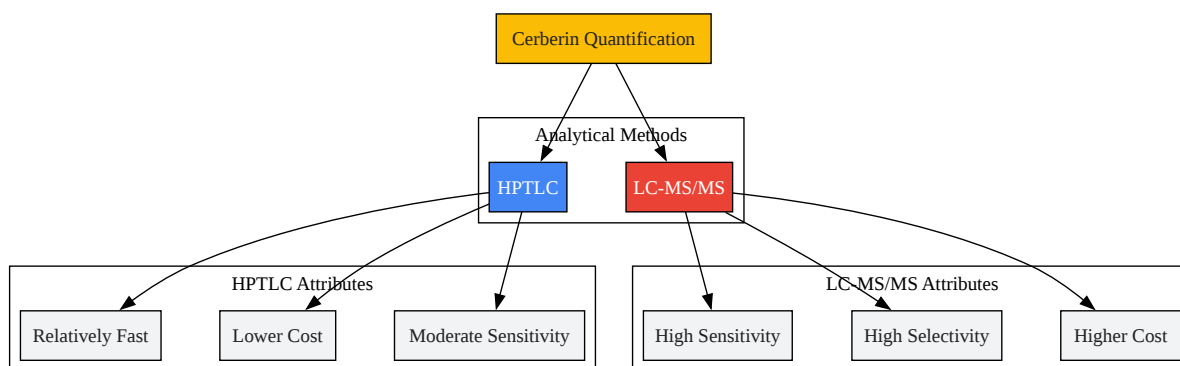 Cerberin Quantification
Analytical Methods
HPTLC
LC-MS/MS
HPTLC Attributes
LC-MS/MS Attributes
Relatively Fast
Lower Cost
Moderate Sensitivity
High Sensitivity
High Selectivity
Higher Cost